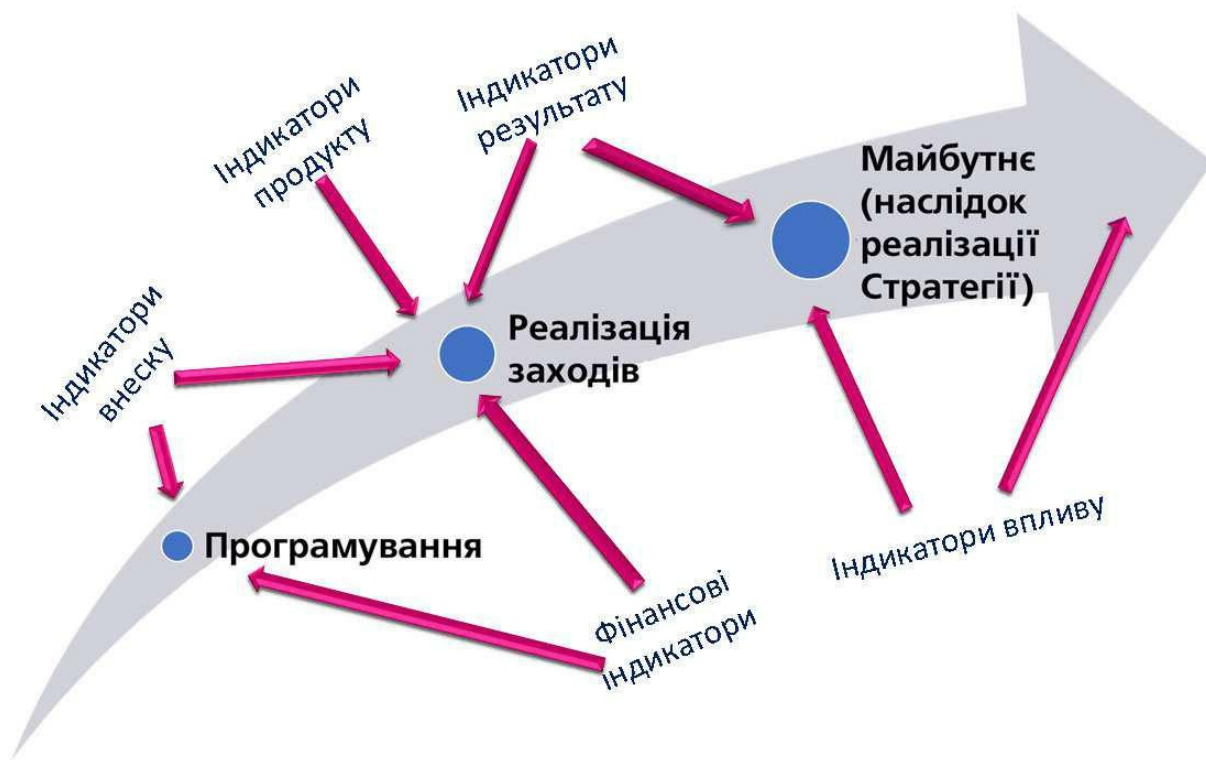 Індикатори
продукту
Індикатори
результату
Майбутнє
(наслідок
реалізації
Стратегії)
Індикатори
внеску
Реалізація
заходів
Програмування
Фінансові
індикатори
Індикатори впливу